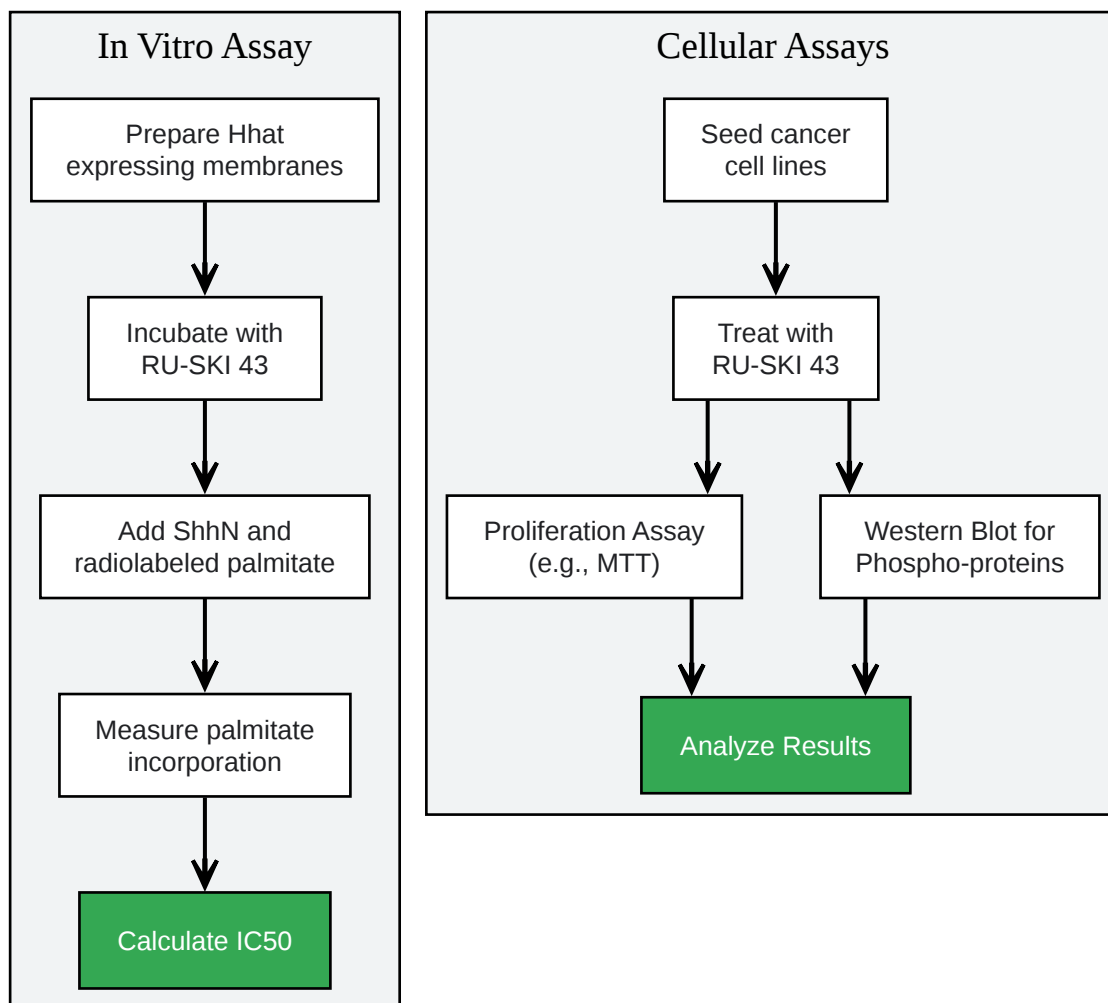 In Vitro Assay
Prepare Hhat
expressing membranes
Incubate with
RU-SKI 43
Add ShhN and
radiolabeled palmitate
Measure palmitate
incorporation
Calculate IC50
Cellular Assays
Seed cancer
cell lines
Treat with
RU-SKI 43
Proliferation Assay
(e.g., MTT)
Western Blot for
Phospho-proteins
Analyze Results